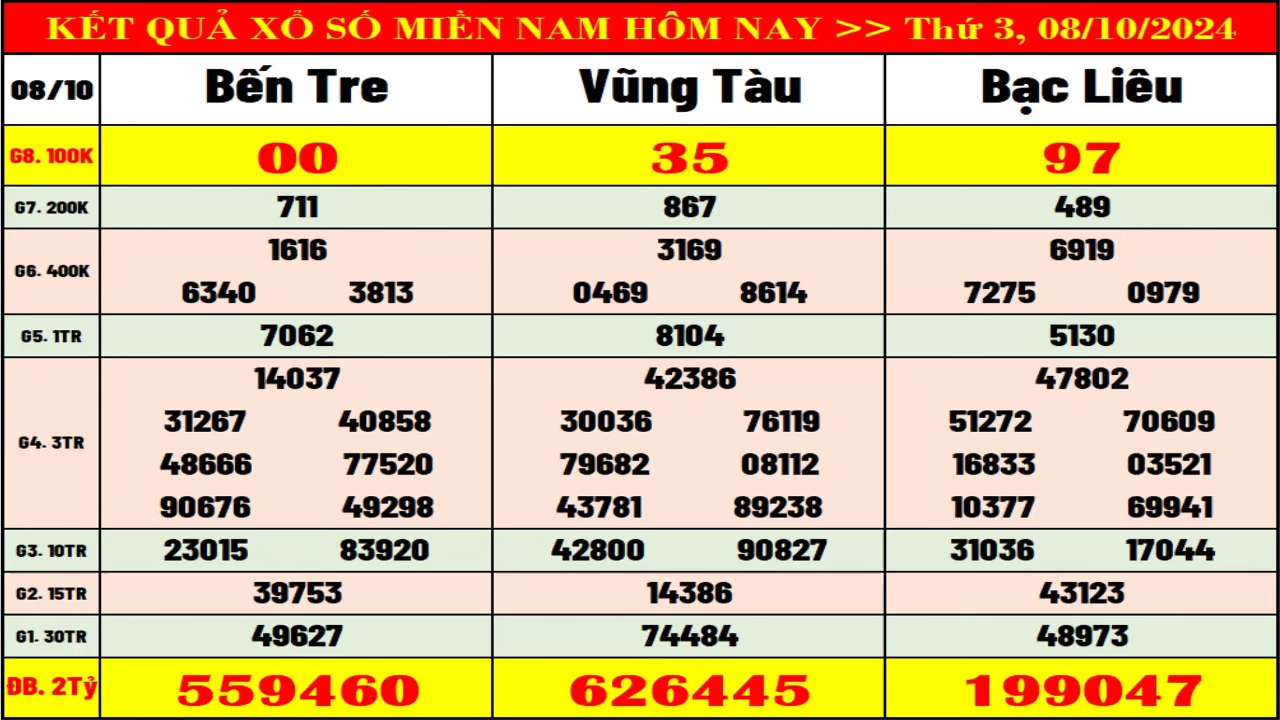 KẾT QUẢ XỔ SỐ MIỀN NAM HÔM NAY >> Thứ 3, 08/10/2024
08/10 Bến Tre Vũng Tàu Bạc Liêu
G8. 100K 00 35 97
G7. 200K 711 867 489
1616 3169 6919
G6. 400K
6340 3813 0469 8614 7275 0979
G5. 1TR 7062 8104 5130
14037 42386 47802
31267 40858 30036 76119 51272 70609
G4. 3TR
48666 77520 79682 08112 16833 03521
90676 49298 43781 89238 10377 69941
G3. 10TR 23015 83920 42800 90827 31036 17044
G2. 15TR 39753 14386 43123
G1. 30TR 49627 74484 48973
ĐB. 2Tỷ 559460 626445 199047